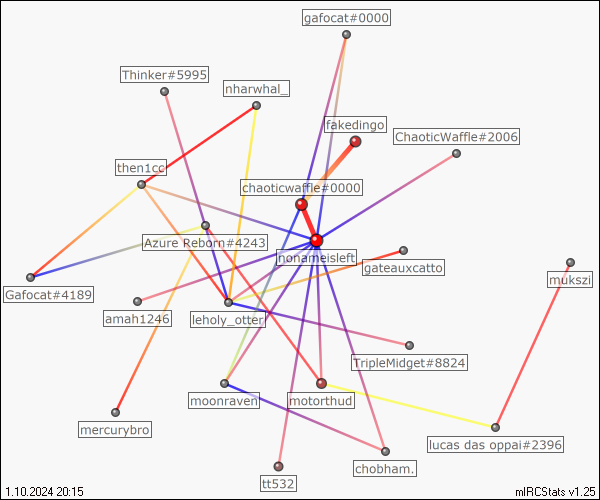 gafocat#0000
Thinker#5995
nharwhal_
fakedingo
ChaoticWaffle#2006
then1cc
chaoticwaffle#0000
Azure Reborn#4243
nonameisleft
gateauxcatto
mukszi
Gafocat#4189
amah1246
leholy_otter
TripleMidget#8824
moonraven
motorthud
mercurybro
lucas das oppai#2396
chobham.
tt532
1.10.2024 20:15
mIRCStats v1.25